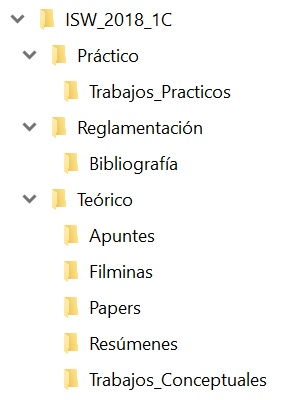 ISW_2018_1C
Práctico
Trabajos_Practicos
Reglamentación
Bibliografía
Teórico
Apuntes
Filminas
Papers
Resúmenes
Trabajos_Conceptuales